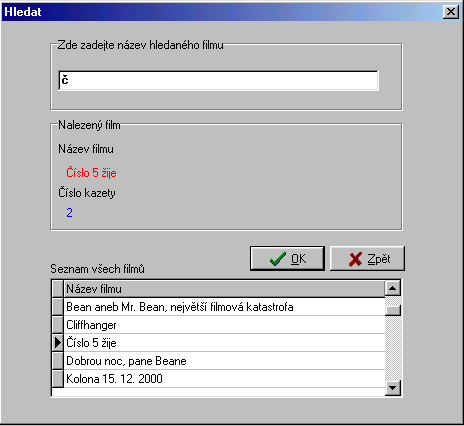 Hledat
Zde zadejte název hledaného filmu
č
Nalezený film
Název filmu
Číslo 5 žije
Číslo kazety
2
OK Zpět
Seznam všech filmů
Název filmu
Bean aneb Mr. Bean, největší filmová katastrofa
Cliffhanger
Číslo 5 žije
Dobrou noc, pane Beane
Kolona 15. 12. 2000